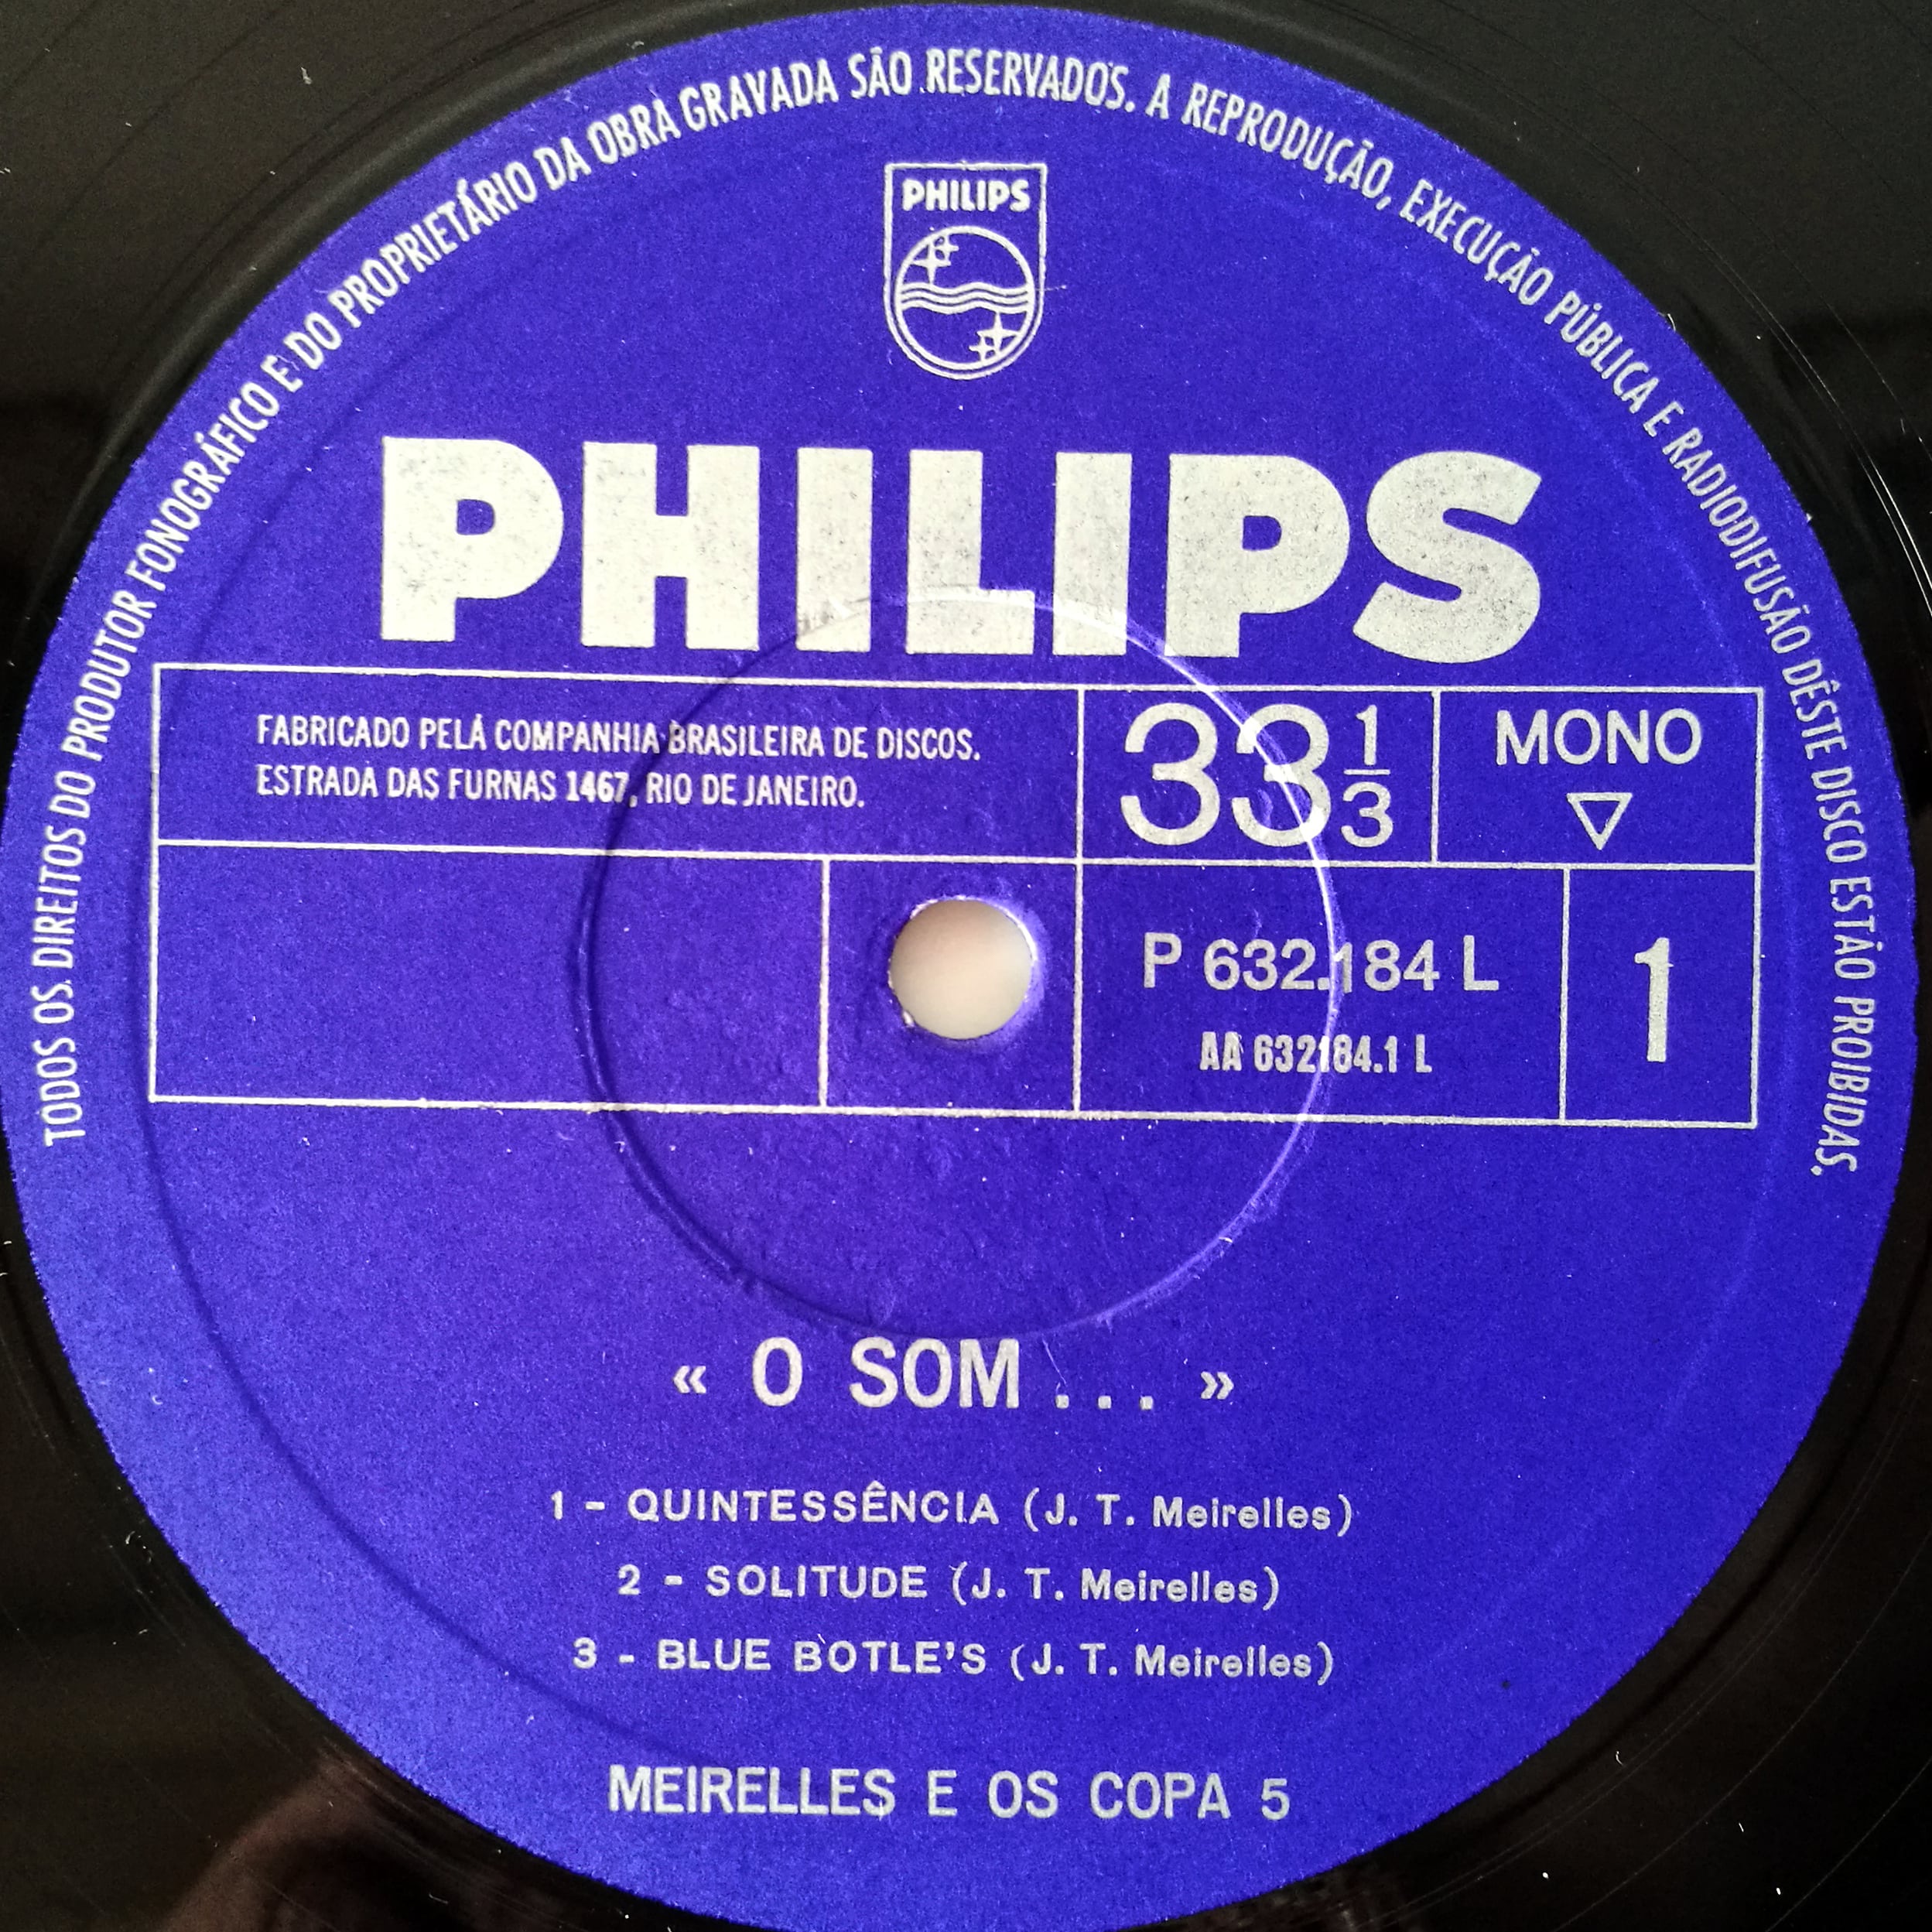 TODOS OS DIREITOS DO PRODUTOR FONOGRÁFICO E DO PROPRIETÁRIO DA OBRA GRAVADA SÃO RESERVADOS. A REPRODUÇÃO, EXECUÇÃO PÚBLICA E RADIODIFUSÃO DÊSTE DISCO ESTÃO PROIBIDAS.
PHILIPS
PHILIPS
FABRICADO PELA COMPANHIA BRASILEIRA DE DISCOS.
ESTRADA DAS FURNAS 1467, RIO DE JANEIRO.
33 1/3
MONO
P 632.184 L
AA 632184.1 L
1
« O SOM . . . »
1 - QUINTESSÊNCIA (J. T. Meirelles)
2 - SOLITUDE (J. T. Meirelles)
3 - BLUE BOTLE'S (J. T. Meirelles)
MEIRELLES E OS COPA 5